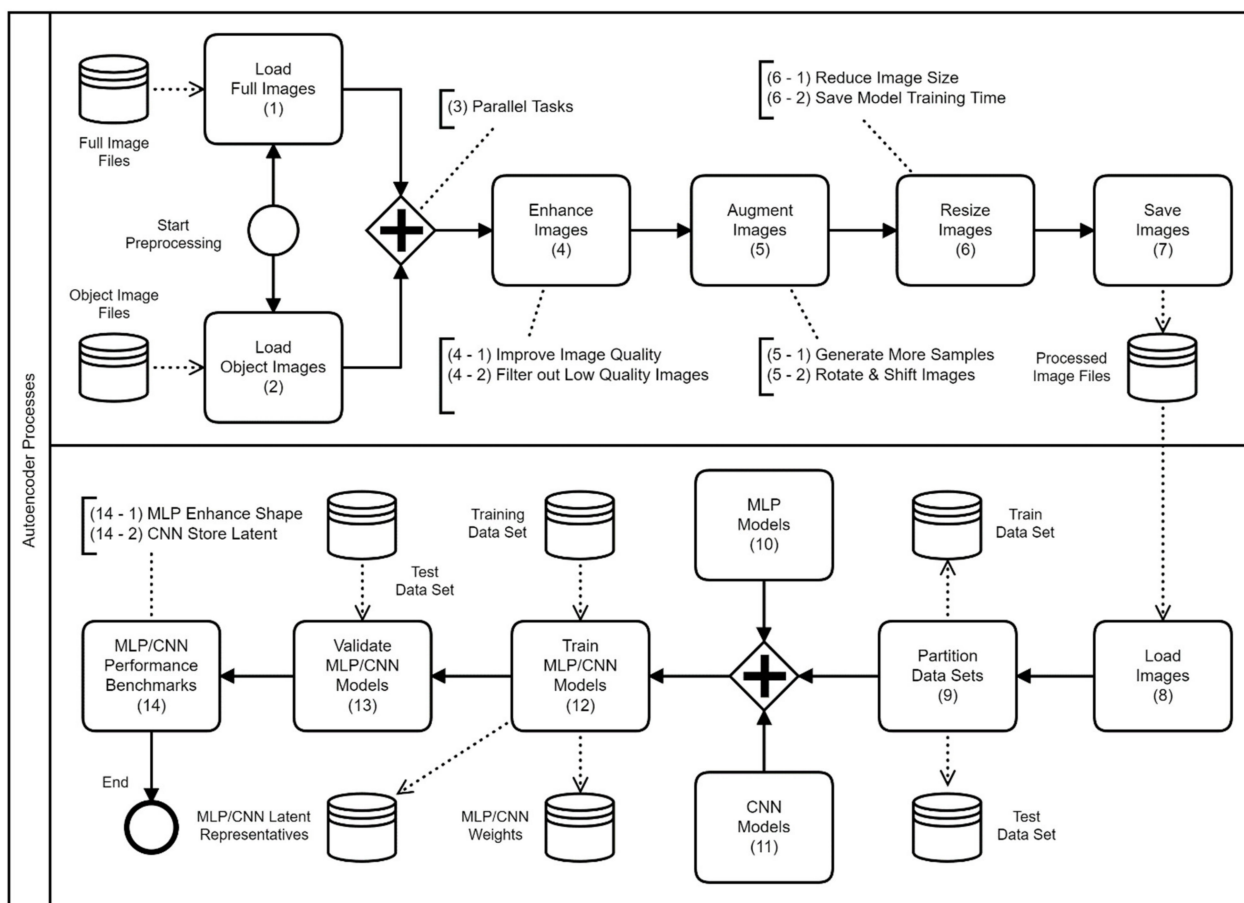 Autoencoder Processes
Load
Full Images
(1)
Full Image
Files
(3) Parallel Tasks
(6 - 1) Reduce Image Size
(6 - 2) Save Model Training Time
Start
Preprocessing
Enhance
Images
(4)
Augment
Images
(5)
Resize
Images
(6)
Save
Images
(7)
Object Image
Files
Load
Object Images
(2)
(4 - 1) Improve Image Quality
(4 - 2) Filter out Low Quality Images
(5 - 1) Generate More Samples
(5 - 2) Rotate & Shift Images
Processed
Image Files
(14 - 1) MLP Enhance Shape
(14 - 2) CNN Store Latent
Test
Data Set
Training
Data Set
MLP
Models
(10)
Train
Data Set
MLP/CNN
Performance
Benchmarks
(14)
Validate
MLP/CNN
Models
(13)
Train
MLP/CNN
Models
(12)
Partition
Data Sets
(9)
Load
Images
(8)
End
MLP/CNN Latent
Representatives
MLP/CNN
Weights
CNN
Models
(11)
Test
Data Set